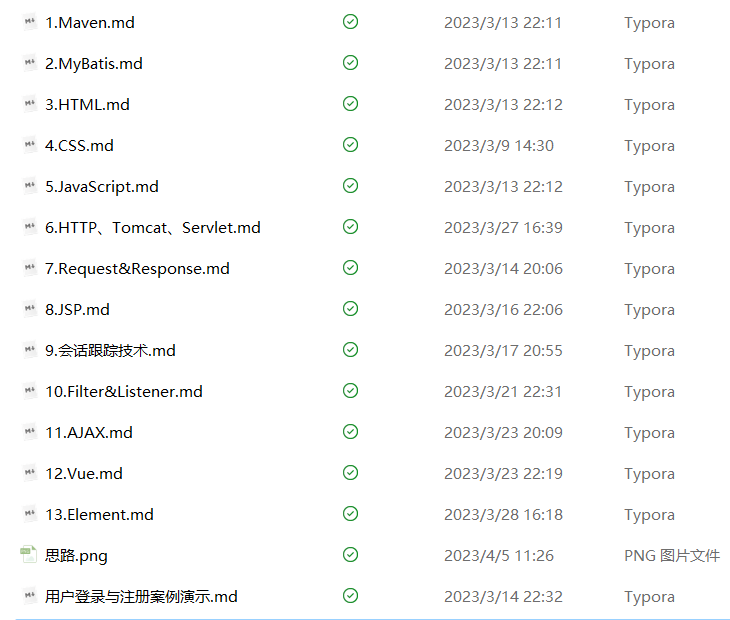 1.Maven.md 2023/3/13 22:11 Typora
2.MyBatis.md 2023/3/13 22:11 Typora
3.HTML.md 2023/3/13 22:12 Typora
4.CSS.md 2023/3/9 14:30 Typora
5.JavaScript.md 2023/3/13 22:12 Typora
6.HTTP、Tomcat、Servlet.md 2023/3/27 16:39 Typora
7.Request&Response.md 2023/3/14 20:06 Typora
8.JSP.md 2023/3/16 22:06 Typora
9.会话跟踪技术.md 2023/3/17 20:55 Typora
10.Filter&Listener.md 2023/3/21 22:31 Typora
11.AJAX.md 2023/3/23 20:09 Typora
12.Vue.md 2023/3/23 22:19 Typora
13.Element.md 2023/3/28 16:18 Typora
思路.png 2023/4/5 11:26 PNG 图片文件
用户登录与注册案例演示.md 2023/3/14 22:32 Typora